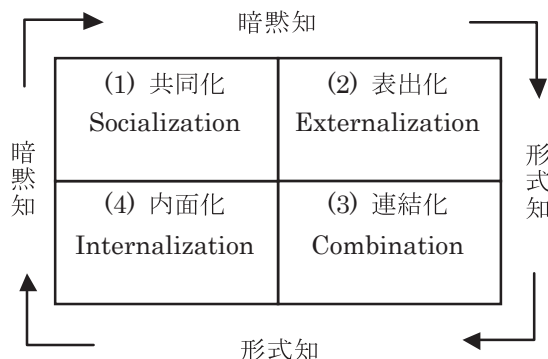 暗黙知
(1) 共同化
Socialization
(2) 表出化
Externalization
暗黙知
形式知
(4) 内面化
Internalization
(3) 連結化
Combination
形式知